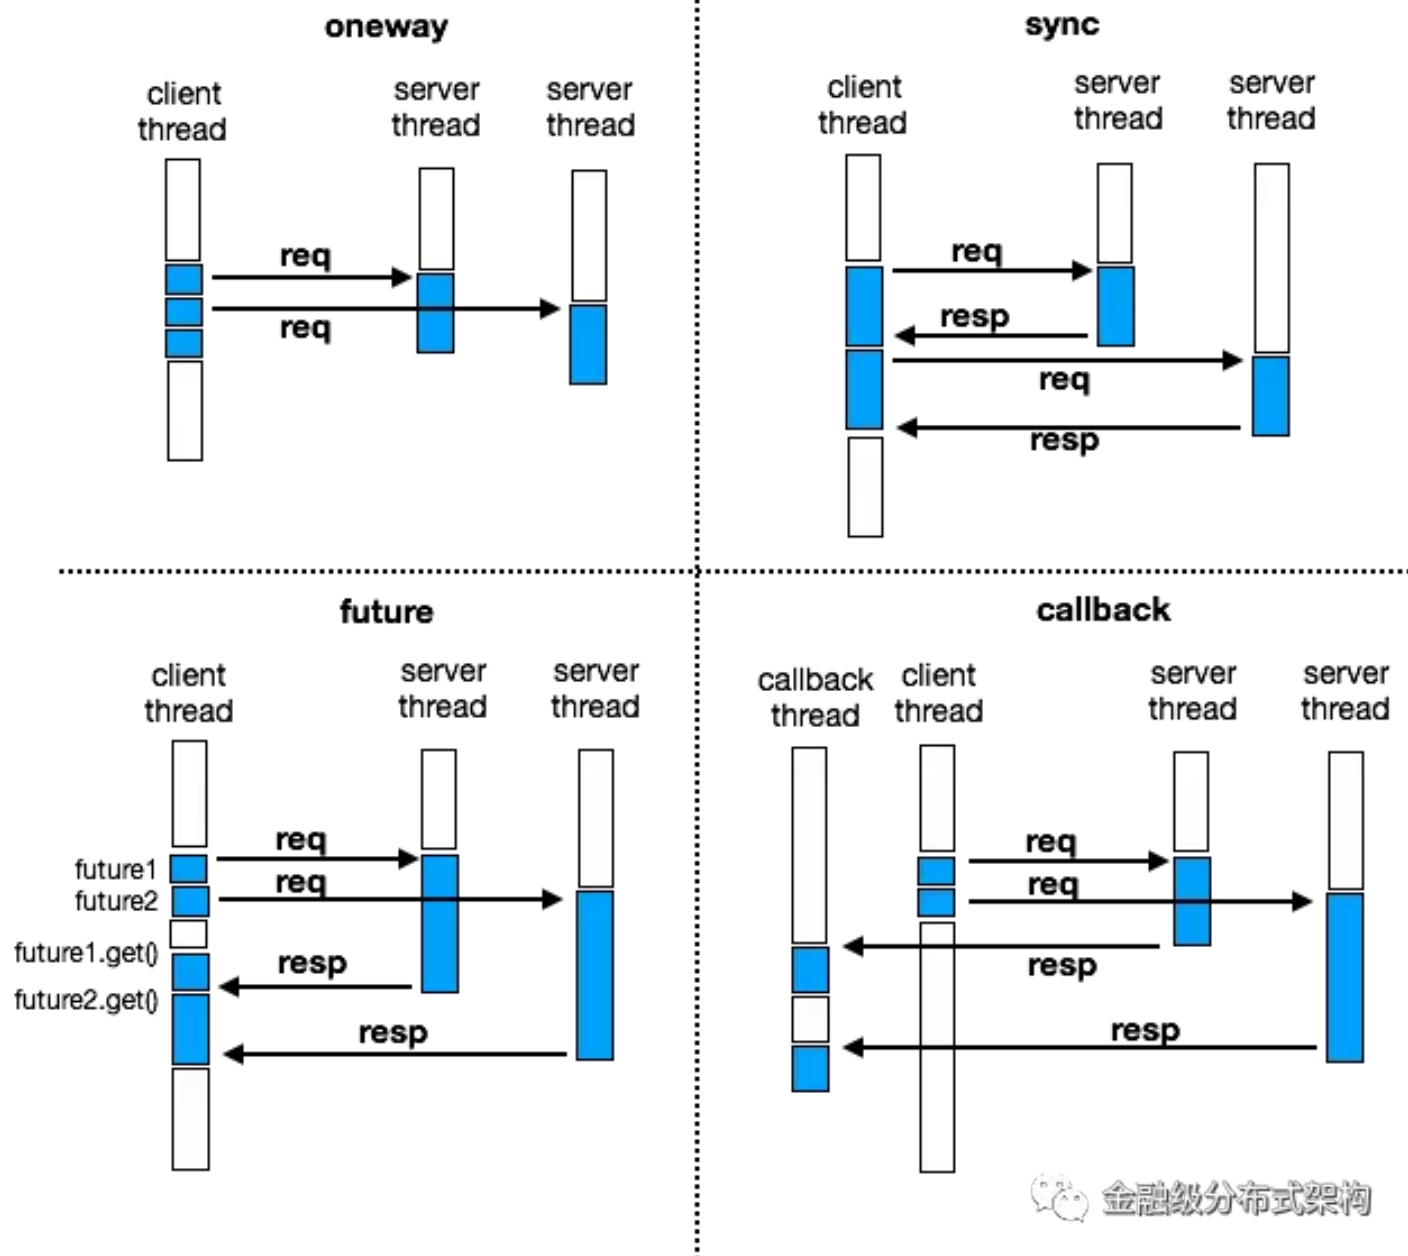 oneway
client
thread
server
thread
server
thread
req
req
sync
client
thread
server
thread
server
thread
req
resp
req
resp
future
client
thread
server
thread
server
thread
req
future1
req
future2
future1.get()
resp
future2.get()
resp
callback
callback
thread
client
thread
server
thread
server
thread
req
req
resp
resp
金融级分布式架构